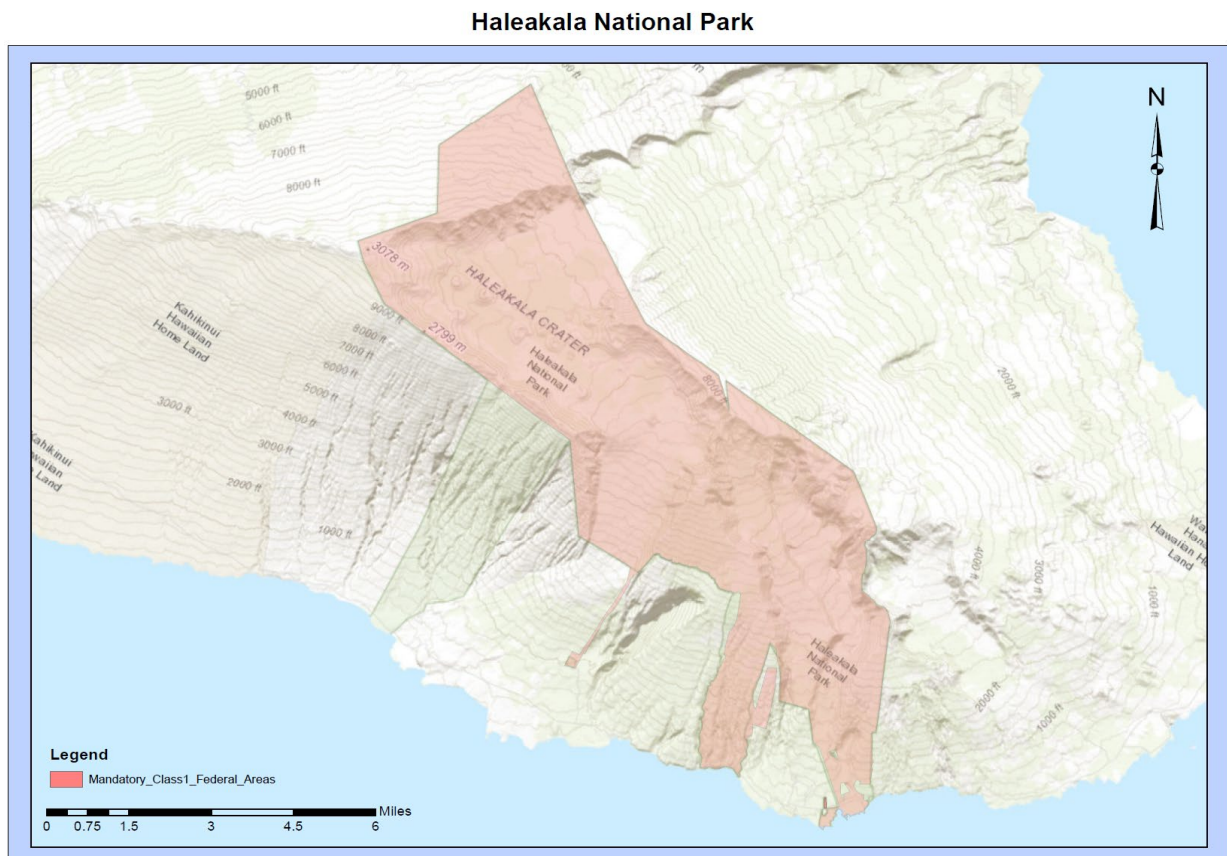 Haleakala National Park
5000 ft
6000 ft
7000 ft
8000 ft
N
3078 m
HALEAKALA CRATER
Kahikinui
Hawaiian
Home Land
9000 ft
8000 ft
7000 ft
6000 ft
5000 ft
4000 ft
3000 ft
3000 ft
2000 ft
1000 ft
2799 m
Haleakala
National
Park
8000 ft
2000 ft
Kahikinui
Land
Hawaiian
Land
4000 ft
3000 ft
1000 ft
Haleakala
National
Park
2000 ft
1000 ft
Legend
Mandatory_Class1_Federal_Areas
Miles
0 0.75 1.5 3 4.5 6